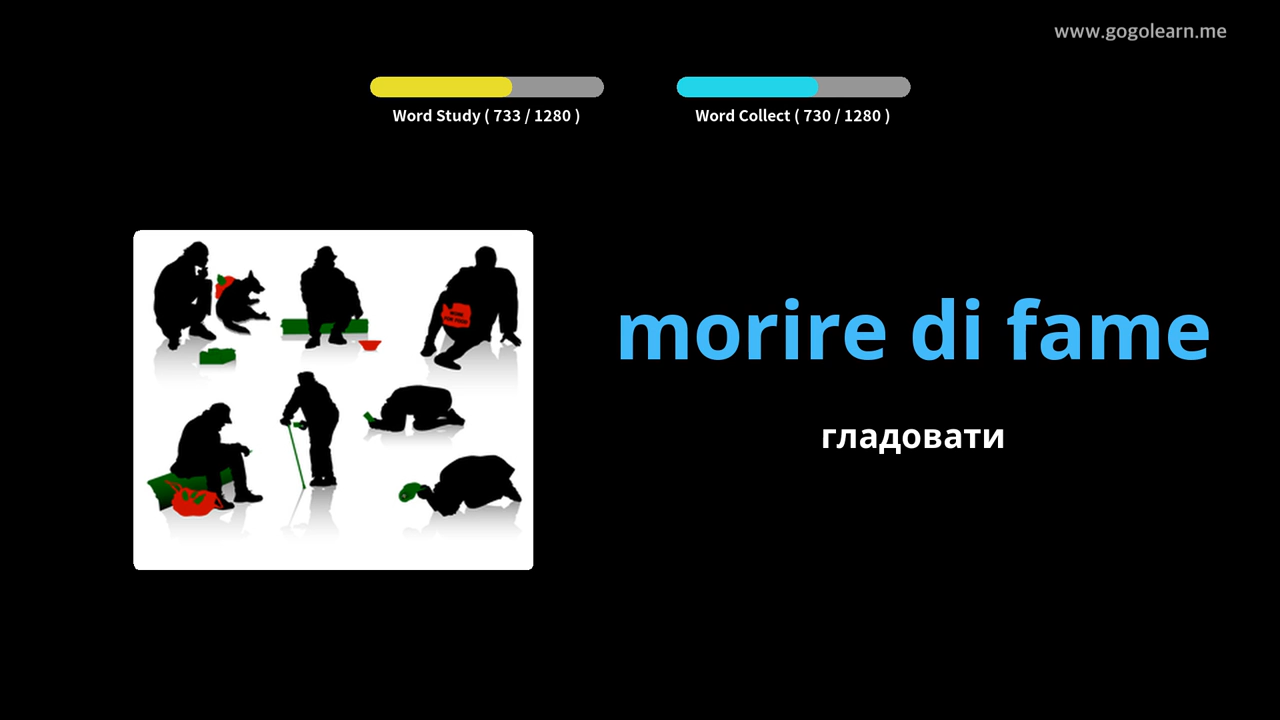 www.gogolearn.me
Word Study ( 733 / 1280 )
Word Collect ( 730 / 1280 )
morire di fame
гладовати